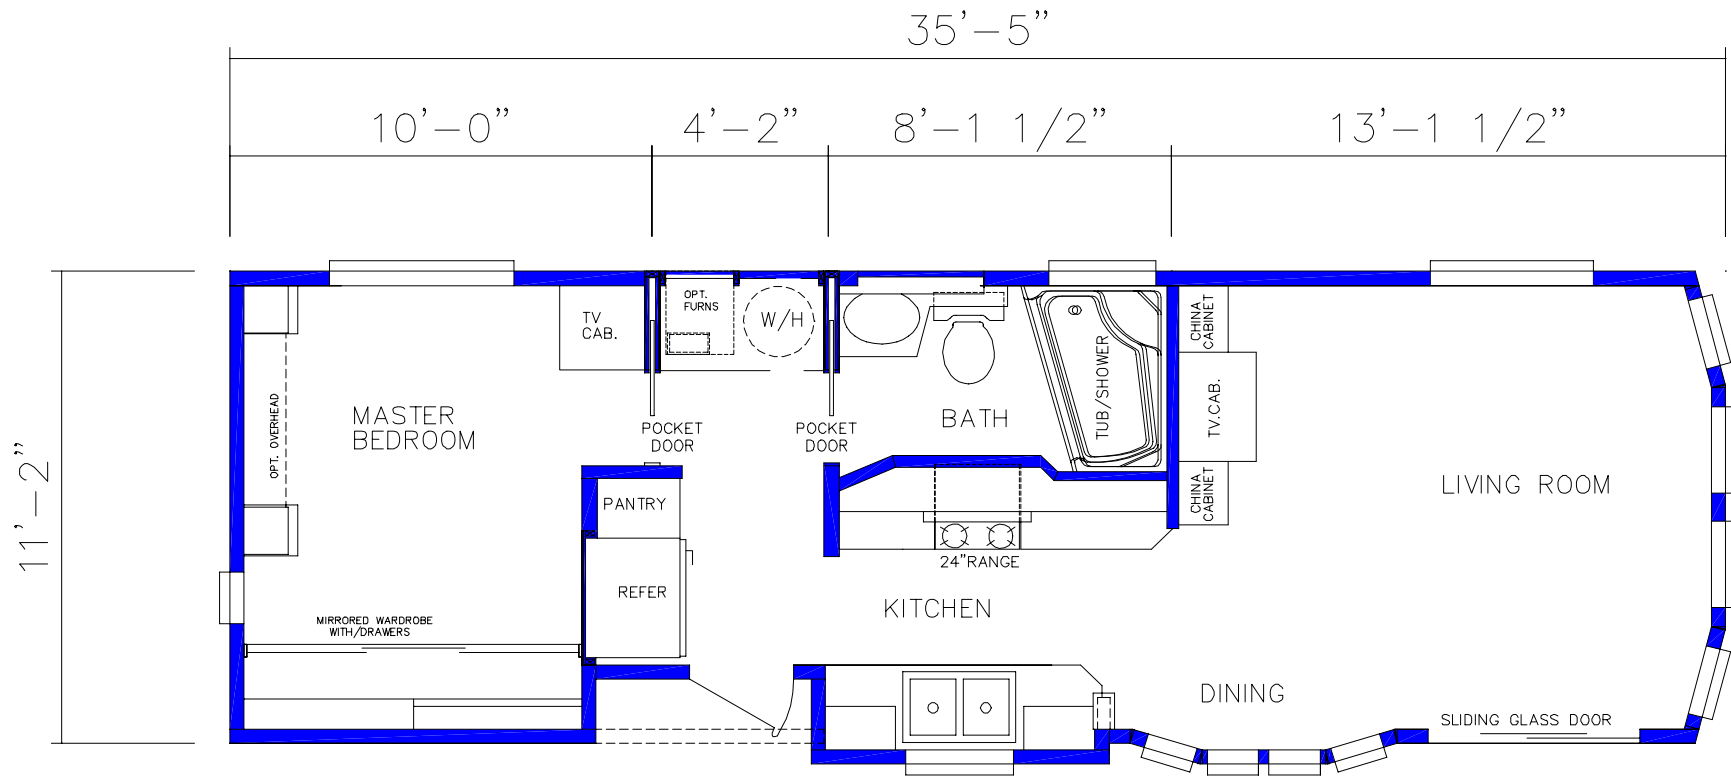 35'-5"
10'-0"
4'-2"
8'-1 1/2"
13'-1 1/2"
11'-2"
OPT.
FURNS
W/H
TV
CAB.
CHINA
CABINET
TUB/SHOWER
TV.CAB.
OPT. OVERHEAD
MASTER
BEDROOM
BATH
POCKET
DOOR
POCKET
DOOR
CHINA
CABINET
LIVING ROOM
PANTRY
24"RANGE
REFER
KITCHEN
MIRRORED WARDROBE
WITH/DRAWERS
DINING
SLIDING GLASS DOOR